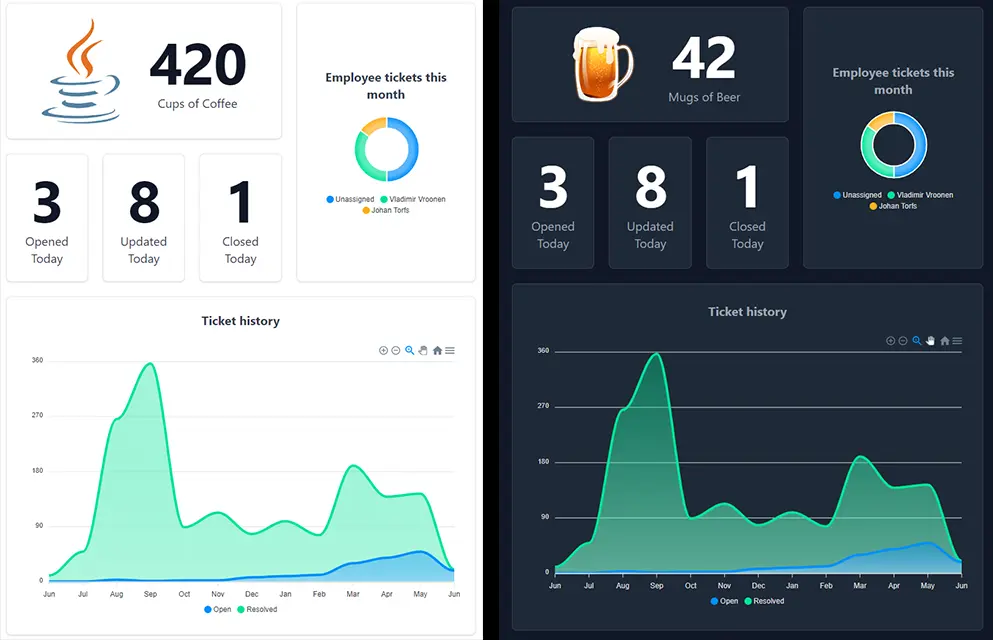 420
Cups of Coffee
Employee tickets this
month
Unassigned Vladimir Vroonen
Johan Torfs
3
Opened
Today
8
Updated
Today
1
Closed
Today
Ticket history
360
270
180
90
0
Jun Jul Aug Sep Oct Nov Dec Jan Feb Mar Apr May Jun
Open Resolved
42
Mugs of Beer
Employee tickets this
month
Unassigned Vladimir Vroonen
Johan Torfs
3
Opened
Today
8
Updated
Today
1
Closed
Today
Ticket history
360
270
180
90
0
Jun Jul Aug Sep Oct Nov Dec Jan Feb Mar Apr May Jun
Open Resolved